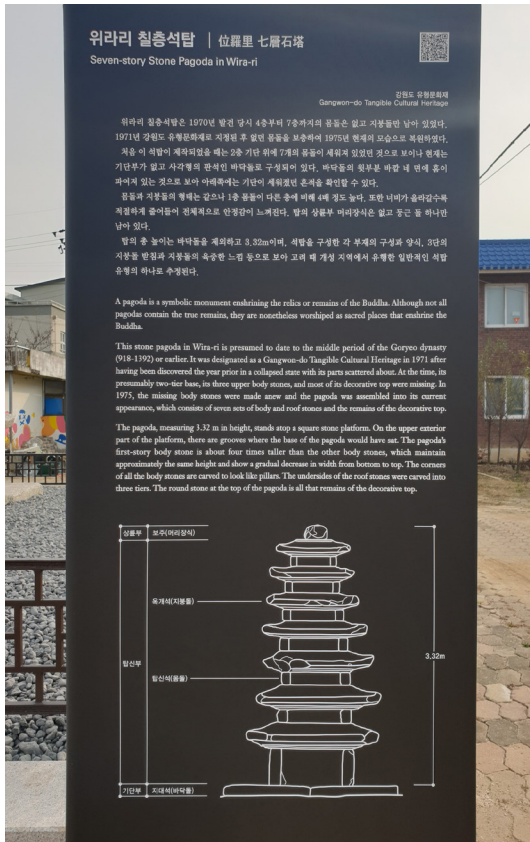 위라리 칠층석탑 | 位羅里 七層石塔
Seven-story Stone Pagoda in Wira-ri
강원도 유형문화재
Gangwon-do Tangible Cultural Heritage
위라리 칠층석탑은 1970년 발견 당시 4층부터 7층까지의 몸돌은 없고 지붕돌만 남아 있었다.
1971년 강원도 유형문화재로 지정된 후 없던 몸돌을 보충하여 1975년 현재의 모습으로 복원하였다.
처음 이 석탑이 제작되었을 때는 2층 기단 위에 7개의 몸돌이 세워져 있었던 것으로 보이나 현재는
기단부가 없고 사각형의 판석인 바닥돌로 구성되어 있다. 바닥돌의 윗부분 바깥 네 면에 홈이
파여져 있는 것으로 보아 아래쪽에는 기단이 세워졌던 흔적을 확인할 수 있다.
몸돌과 지붕돌의 형태는 같으나 1층 몸돌이 다른 층에 비해 4배 정도 높다. 또한 너비가 올라갈수록
적절하게 줄어들어 전체적으로 안정감이 느껴진다. 탑의 상륜부 머리장식은 없고 둥근 돌 하나만
남아 있다.
탑의 총 높이는 바닥돌을 제외하고 3.32m이며, 석탑을 구성한 각 부재의 구성과 양식, 3단의
지붕돌 받침과 지붕돌의 육중한 느낌 등으로 보아 고려 때 개성 지역에서 유행한 일반적인 석탑
유형의 하나로 추정된다.
A pagoda is a symbolic monument enshrining the relics or remains of the Buddha. Although not all
pagodas contain the true remains, they are nonetheless worshiped as sacred places that enshrine the
Buddha.
This stone pagoda in Wira-ri is presumed to date to the middle period of the Goryeo dynasty
(918-1392) or earlier. It was designated as a Gangwon-do Tangible Cultural Heritage in 1971 after
having been discovered the year prior in a collapsed state with its parts scattered about. At the time, its
presumably two-tier base, its three upper body stones, and most of its decorative top were missing. In
1975, the missing body stones were made anew and the pagoda was assembled into its current
appearance, which consists of seven sets of body and roof stones and the remains of the decorative top.
The pagoda, measuring 3.32 m in height, stands atop a square stone platform. On the upper exterior
part of the platform, there are grooves where the base of the pagoda would have sat. The pagoda's
first-story body stone is about four times taller than the other body stones, which maintain
approximately the same height and show a gradual decrease in width from bottom to top. The corners
of all the body stones are carved to look like pillars. The undersides of the roof stones were carved into
three tiers. The round stone at the top of the pagoda is all that remains of the decorative top.
상륜부 보주(머리장식)
옥개석(지붕돌)
3.32m
탑신부
탑신석(몸돌)
기단부 지대석(바닥돌)